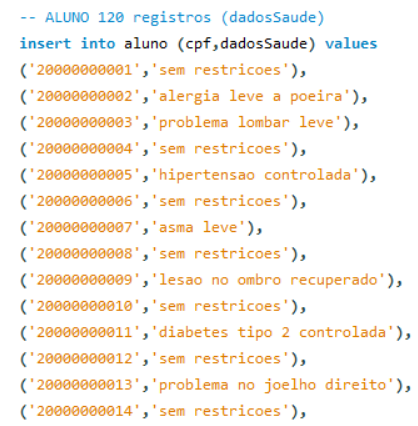 -- ALUNO 120 registros (dadosSaude)
insert into aluno (cpf,dadosSaude) values
('20000000001','sem restricoes'),
('20000000002','alergia leve a poeira'),
('20000000003','problema lombar leve'),
('20000000004','sem restricoes'),
('20000000005','hipertensao controlada'),
('20000000006','sem restricoes'),
('20000000007','asma leve'),
('20000000008','sem restricoes'),
('20000000009','lesao no ombro recuperado'),
('20000000010','sem restricoes'),
('20000000011','diabetes tipo 2 controlada'),
('20000000012','sem restricoes'),
('20000000013','problema no joelho direito'),
('20000000014','sem restricoes'),